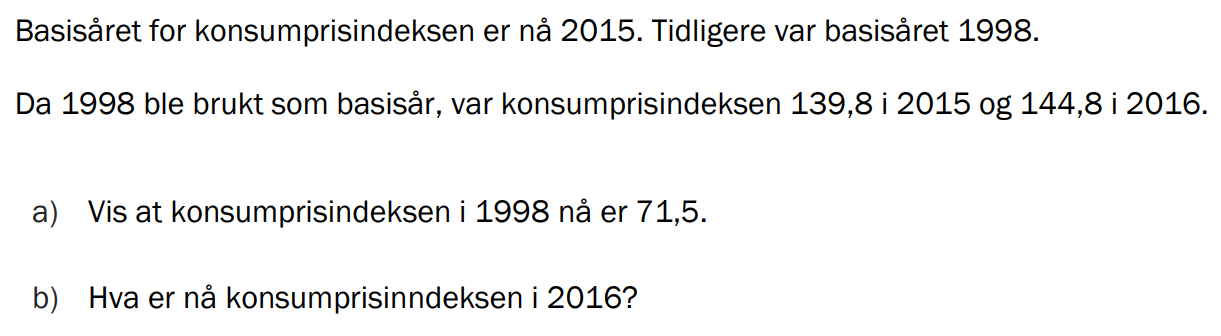 Basisåret for konsumprisindeksen er nå 2015. Tidligere var basisåret 1998.
Da 1998 ble brukt som basisår, var konsumprisindeksen 139,8 i 2015 og 144,8 i 2016.
a) Vis at konsumprisindeksen i 1998 nå er 71,5.
b) Hva er nå konsumprisinndeksen i 2016?